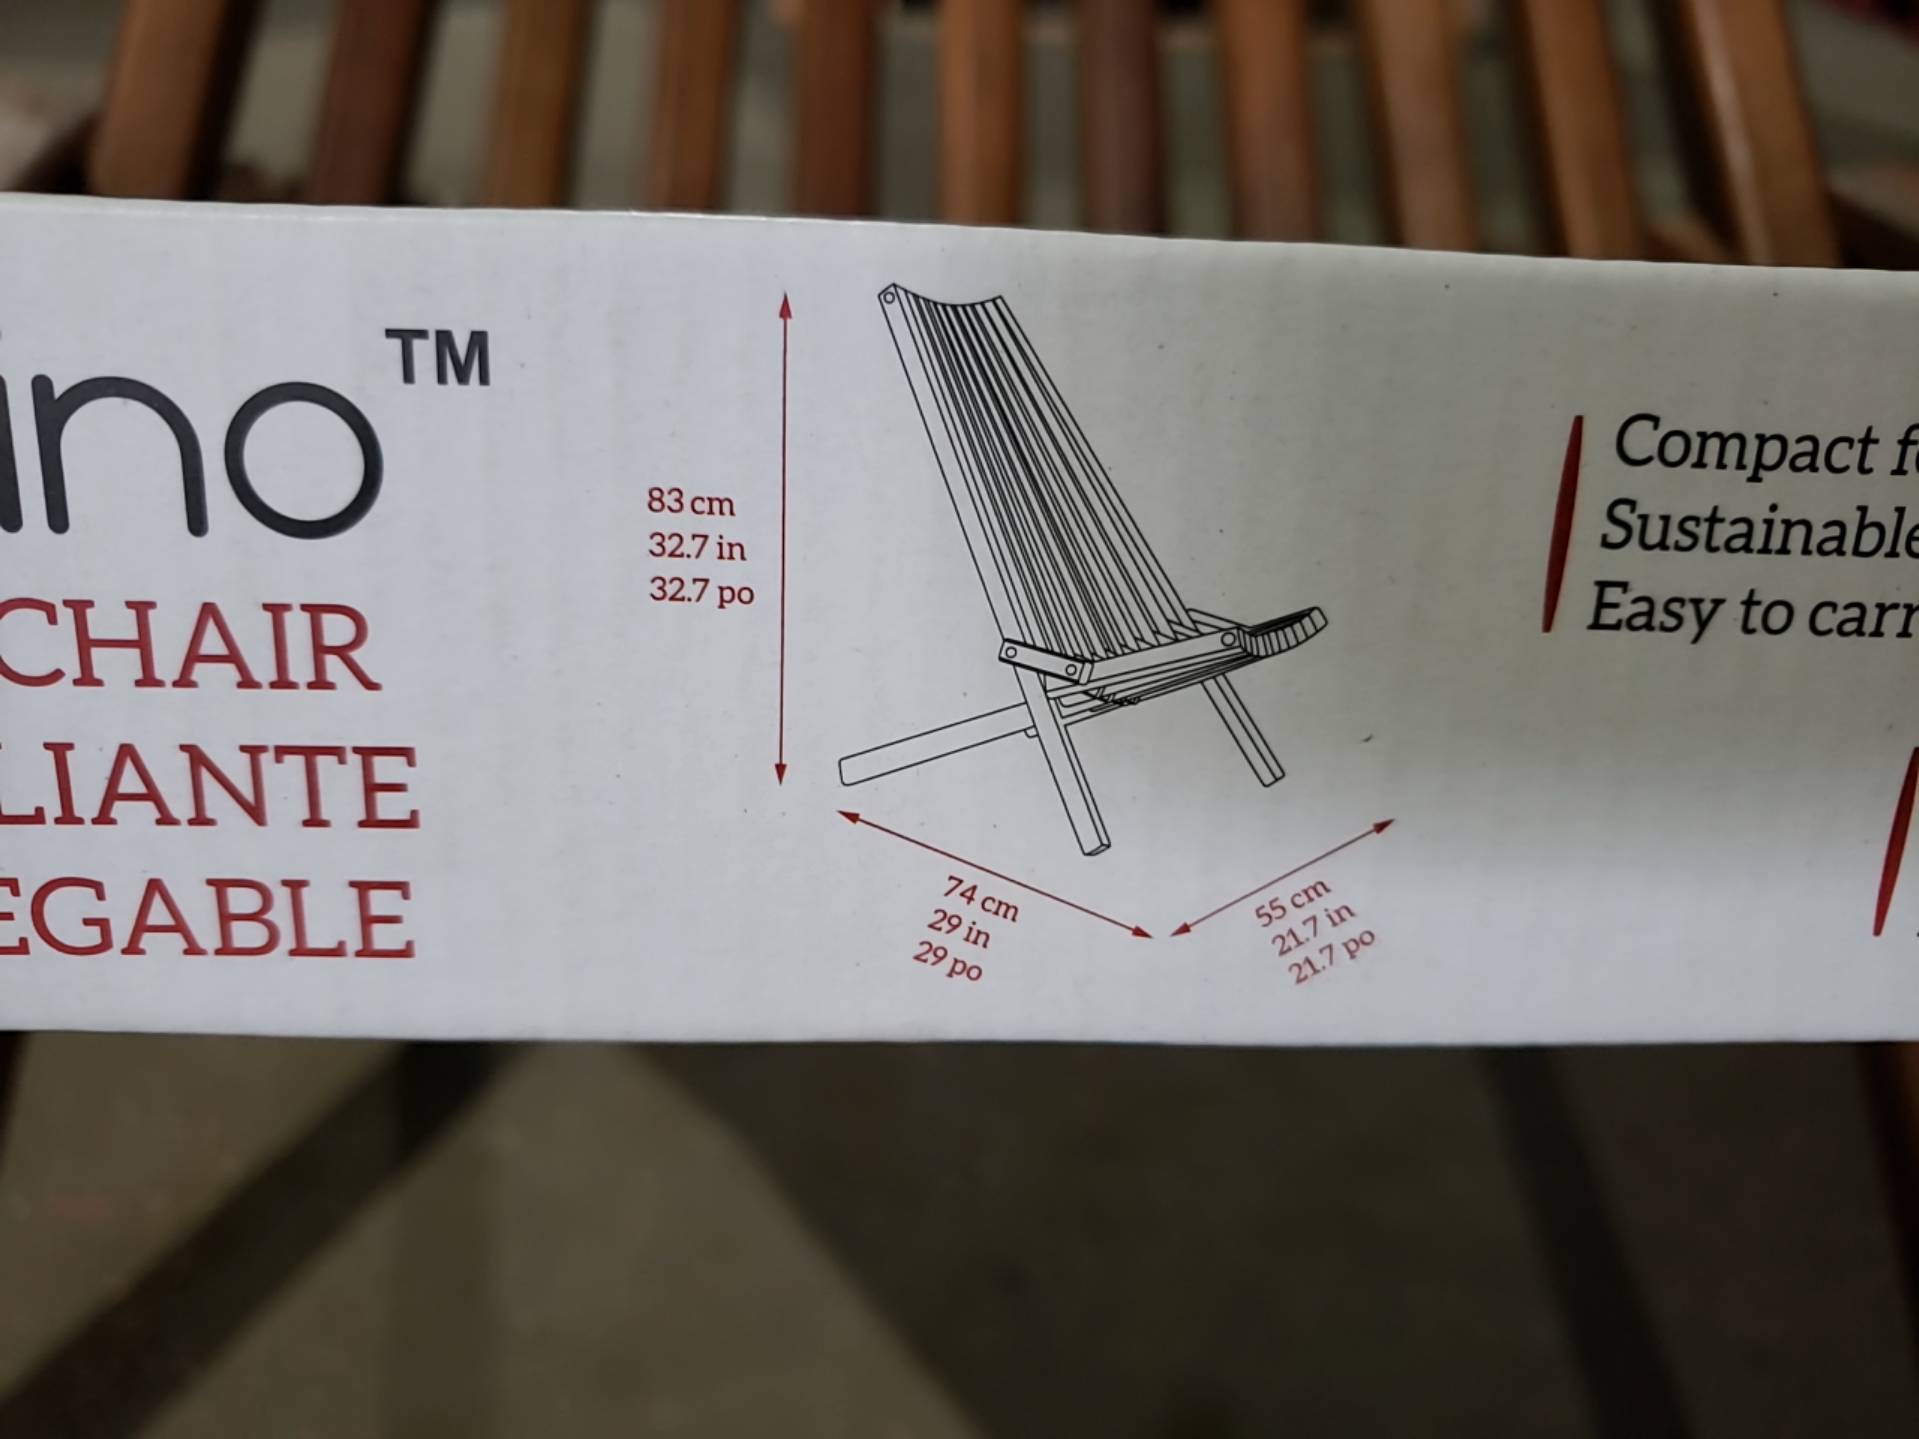 ino™
CHAIR
LIANTE
EGABLE
83 cm
32.7 in
32.7 po
74 cm
29 in
29 po
55 cm
21.7 in
21.7 po
Compact f
Sustainable
Easy to carr